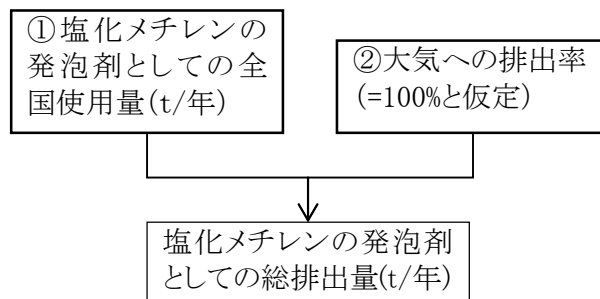 ①塩化メチレンの
発泡剤としての全
国使用量(t/年)
②大気への排出率
(=100%と仮定)
塩化メチレンの発泡剤
としての総排出量(t/年)